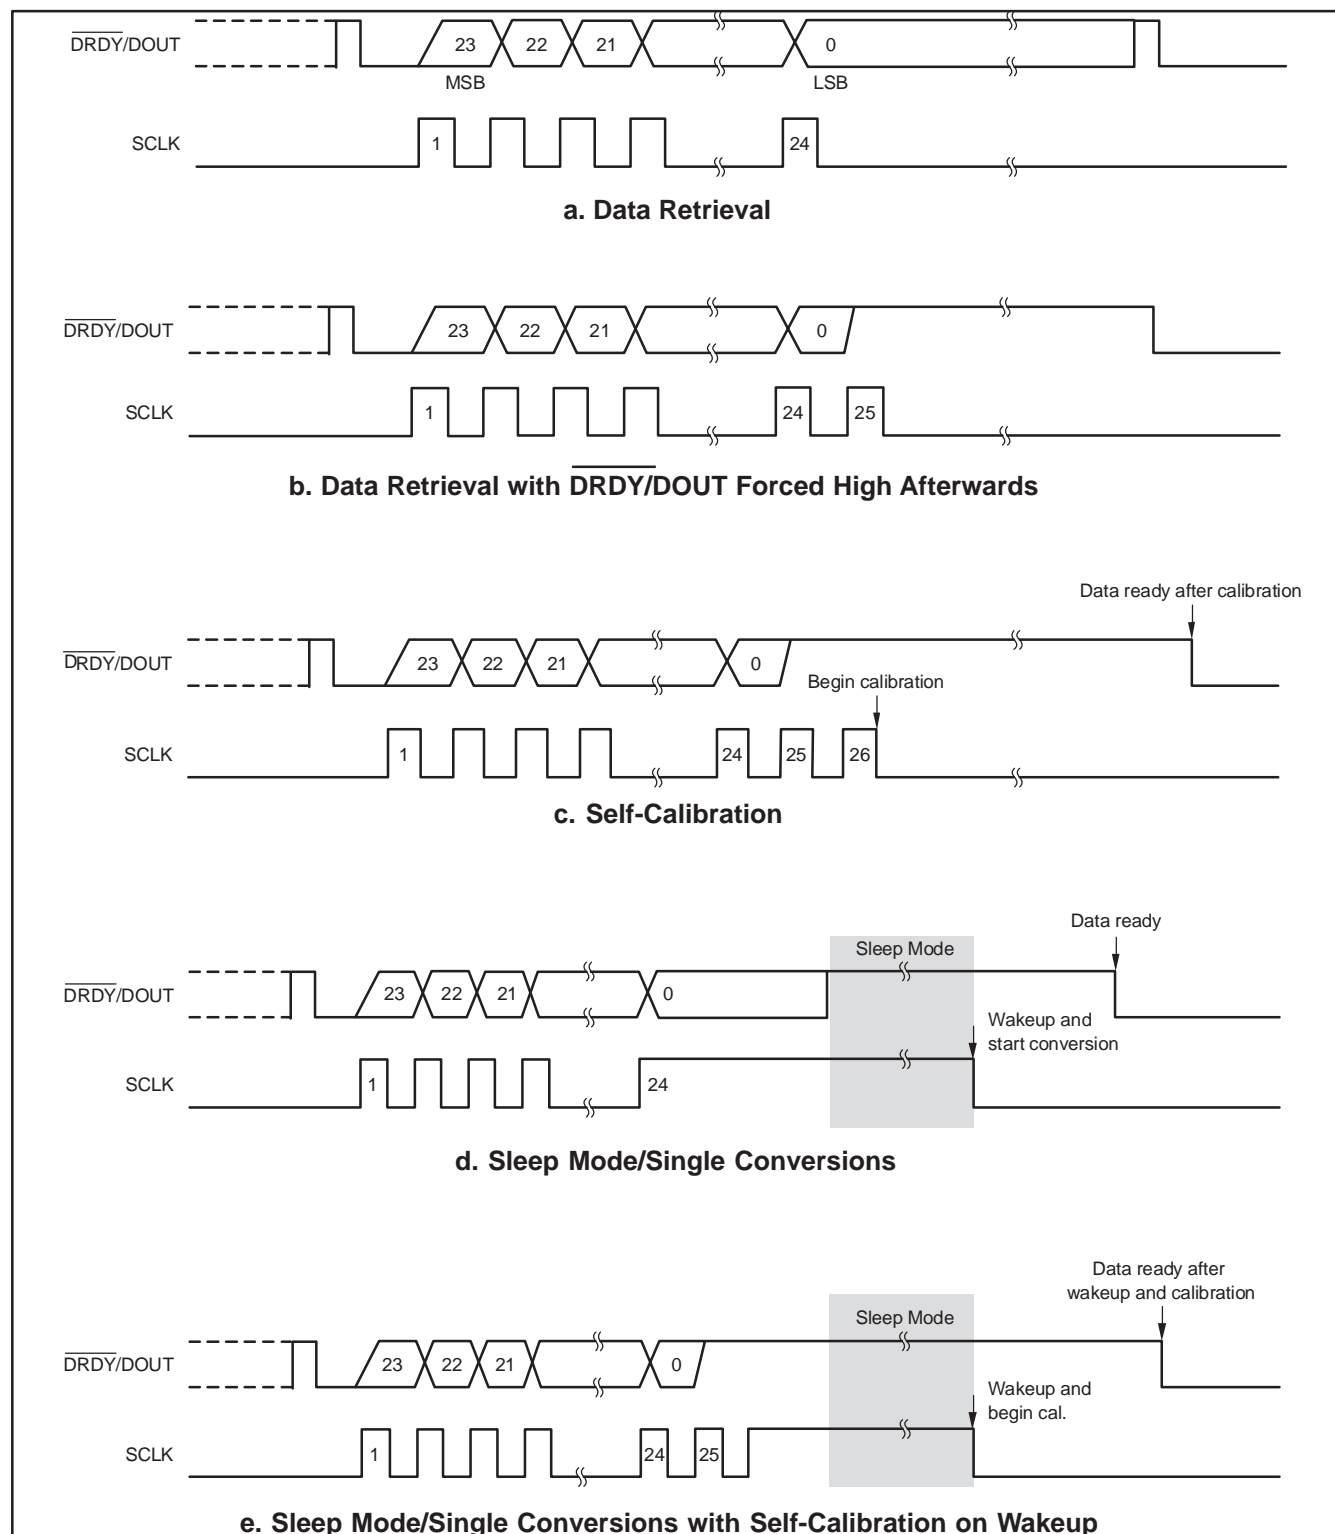 DRDY/DOUT 23 22 21 0
MSB LSB
SCLK 1 24
a. Data Retrieval
DRDY/DOUT 23 22 21 0
SCLK 1 24 25
b. Data Retrieval with DRDY/DOUT Forced High Afterwards
Data ready after calibration
DRDY/DOUT 23 22 21 0
Begin calibration
SCLK 1 24 25 26
c. Self-Calibration
Data ready
Sleep Mode
DRDY/DOUT 23 22 21 0
Wakeup and
start conversion
SCLK 1 24
d. Sleep Mode/Single Conversions
Data ready after
wakeup and calibration
Sleep Mode
DRDY/DOUT 23 22 21 0
Wakeup and
begin cal.
SCLK 1 24 25
e. Sleep Mode/Single Conversions with Self-Calibration on Wakeup